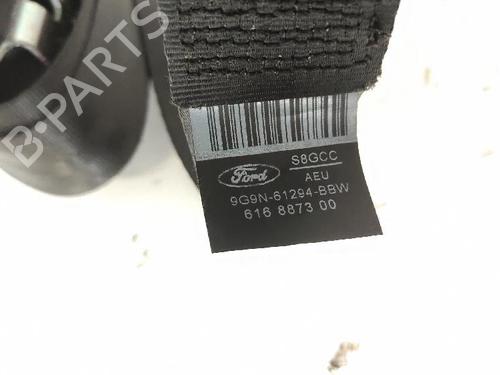 B-PARTS
S8GCC
Ford
AEU
9G9N-61294-BBW
616 8873 00